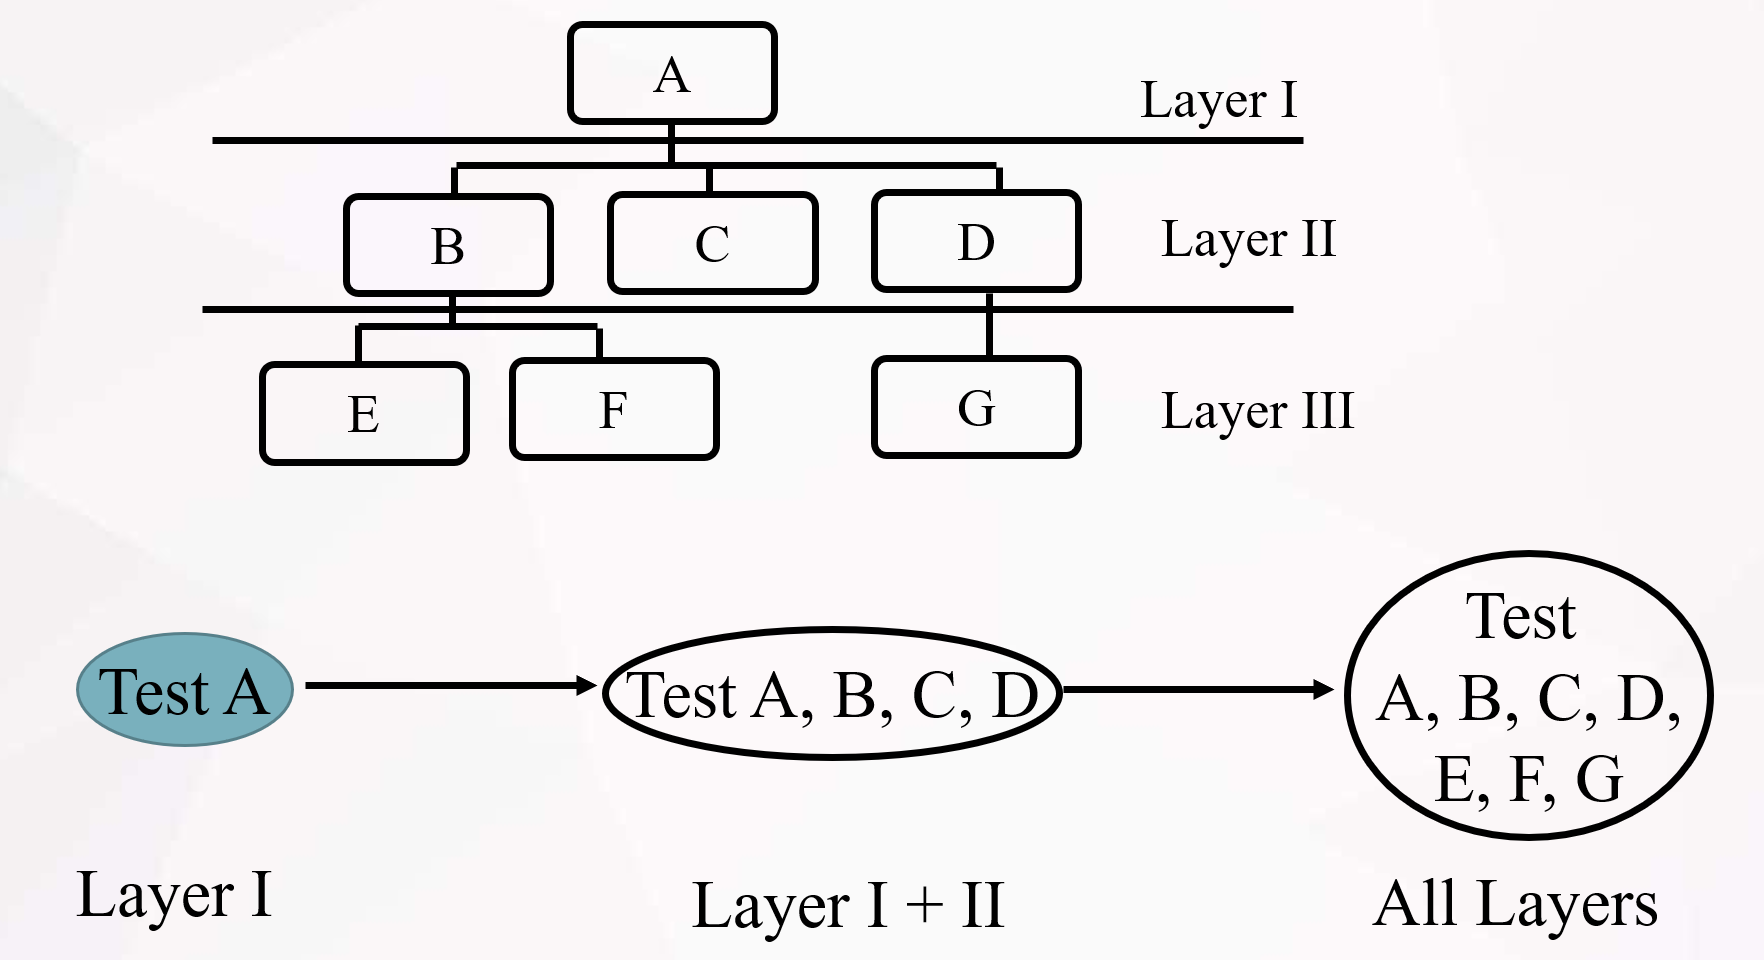 A
Layer I
B
C
D
Layer II
E
F
G
Layer III
Test A
Test A, B, C, D
Test
A, B, C, D,
E, F, G
Layer I
Layer I + II
All Layers